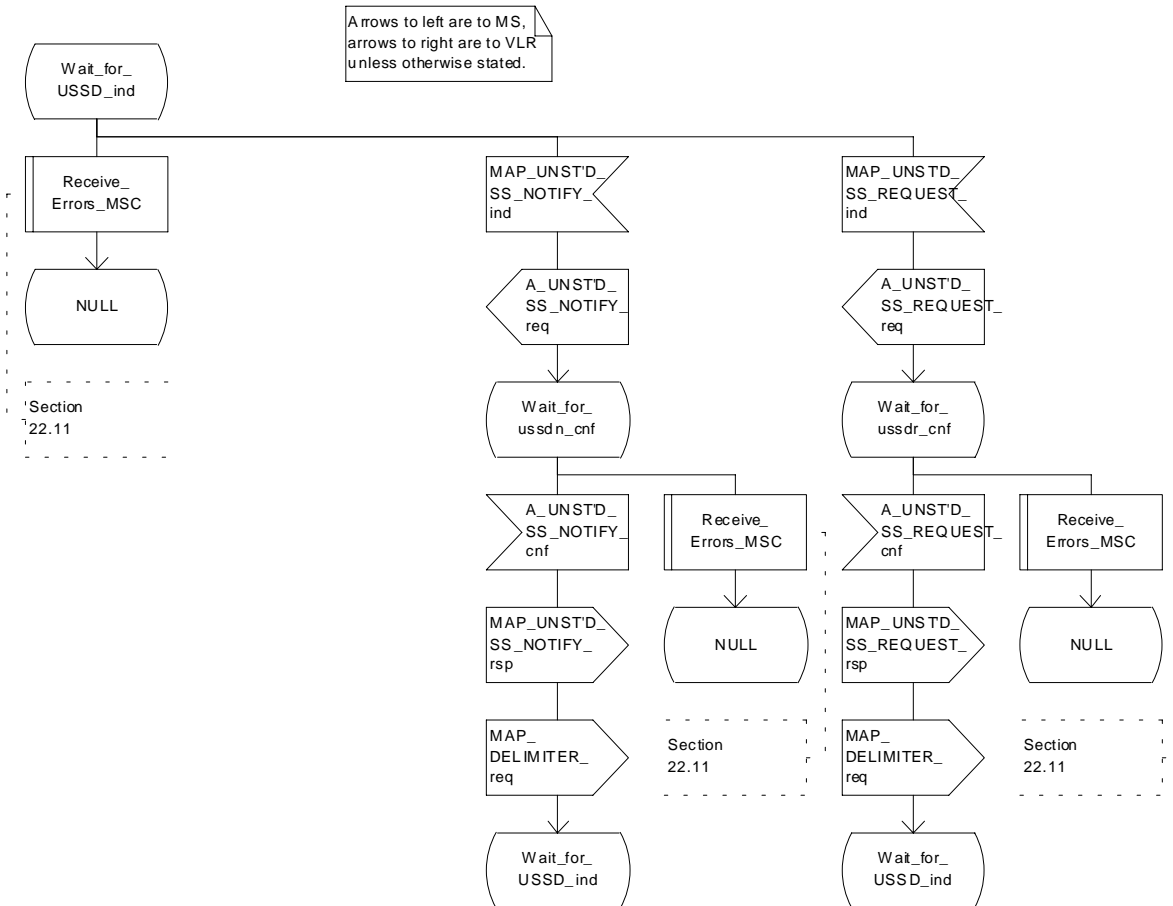 Arrows to left are to MS,
arrows to right are to VLR
unless otherwise stated.
Wait_for_
USSD_ind
Receive_
Errors_MSC
MAP_UNST'D_
SS_NOTIFY_
ind
MAP_UNST'D_
SS_REQUEST_
ind
NULL
A_UNST'D_
SS_NOTIFY_
req
A_UNST'D_
SS_REQUEST_
req
Section
22.11
Wait_for_
ussdn_cnf
Wait_for_
ussdr_cnf
A_UNST'D_
SS_NOTIFY_
cnf
Receive_
Errors_MSC
A_UNST'D_
SS_REQUEST_
cnf
Receive_
Errors_MSC
MAP_UNST'D_
SS_NOTIFY_
rsp
NULL
MAP_UNST'D_
SS_REQUEST_
rsp
NULL
MAP_
DELIMITER_
req
Section
22.11
MAP_
DELIMITER_
req
Section
22.11
Wait_for_
USSD_ind
Wait_for_
USSD_ind